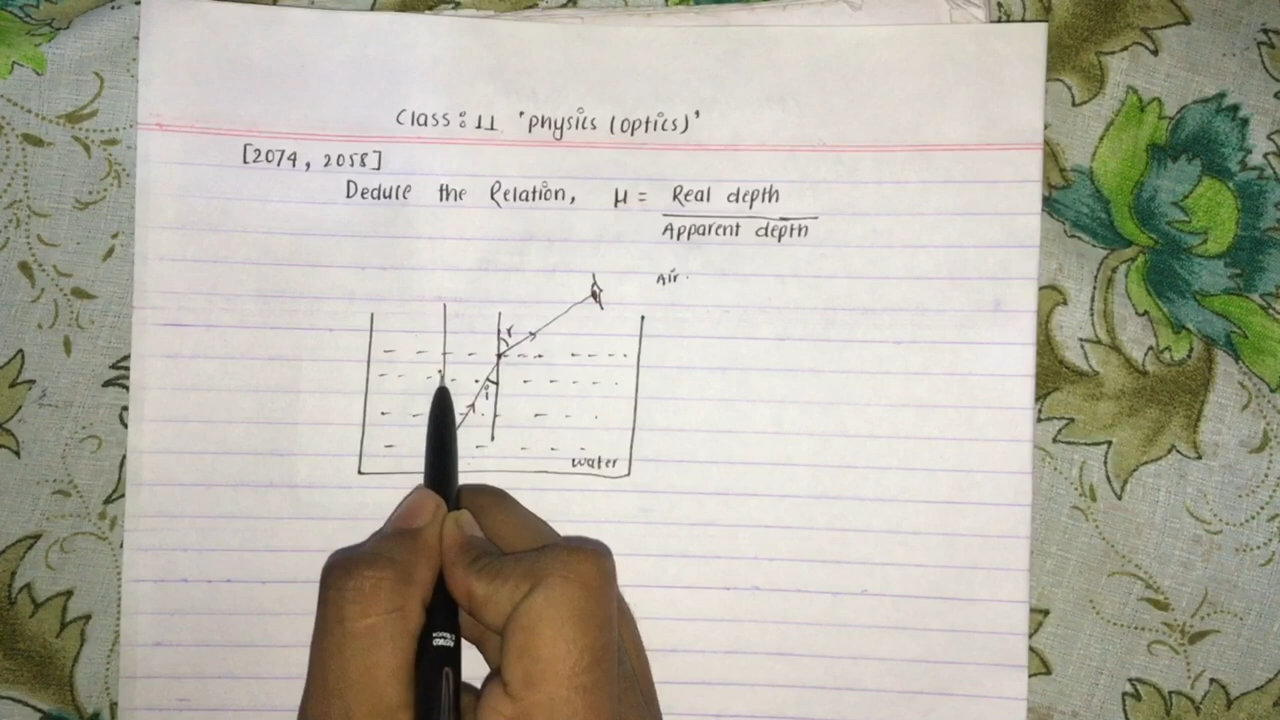 Class: 11 'Physics (Optics)'
[2074, 2058]
Deduce the Relation, μ = Real depth
Apparent depth
Air.
r
i
water